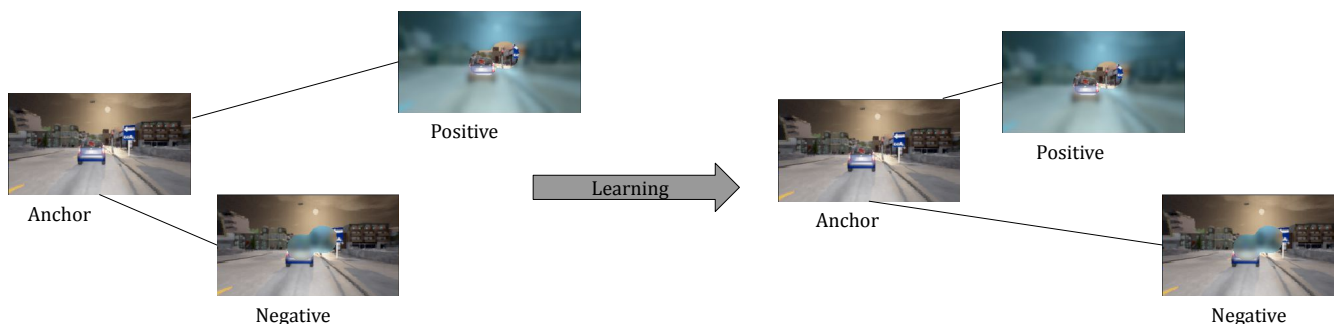 Positive
Anchor
Negative
Learning
Positive
Anchor
Negative